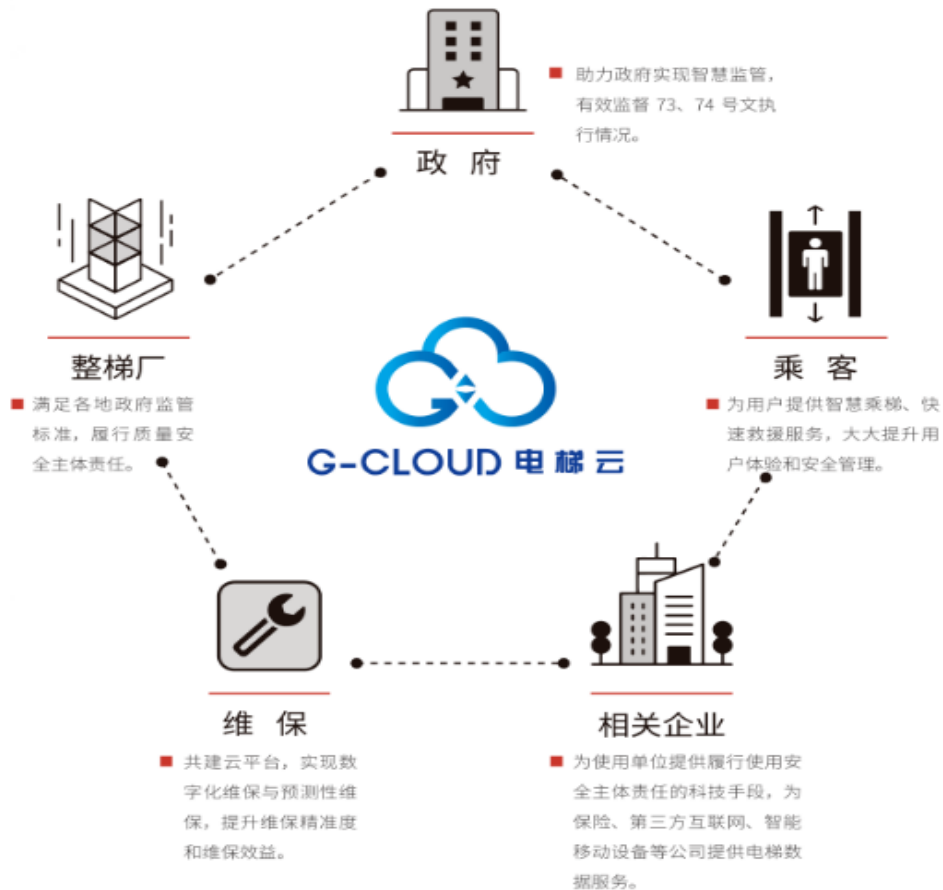 助力政府实现智慧监管，
有效监督 73、74 号文执
行情况。
政 府
整梯厂
满足各地政府监管
标准，履行质量安
全主体责任。
乘 客
为用户提供智慧乘梯、快
速救援服务，大大提升用
户体验和安全管理。
G-CLOUD 电梯云
维 保
共建云平台，实现数
字化维保与预测性维
保，提升维保精准度
和维保效益。
相关企业
为使用单位提供履行使用安
全主体责任的科技手段，为
保险、第三方互联网、智能
移动设备等公司提供电梯数
据服务。